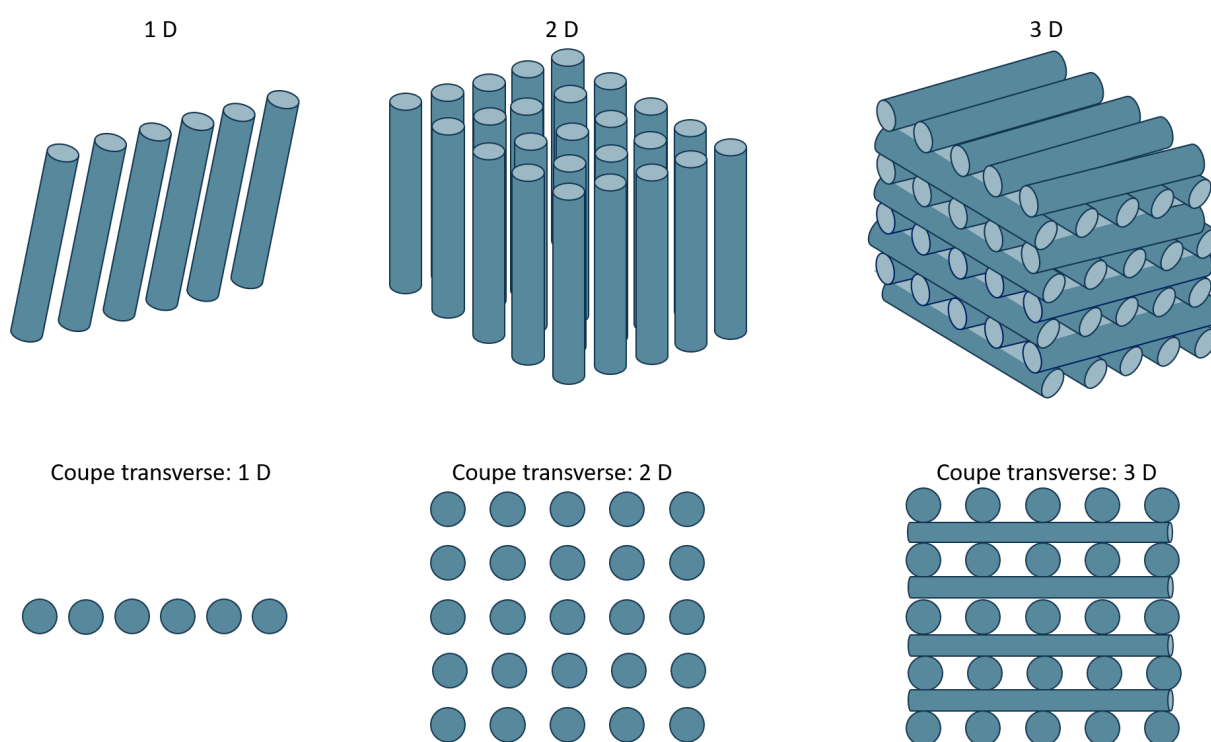 1 D
2 D
3 D
Coupe transverse: 1 D
Coupe transverse: 2 D
Coupe transverse: 3 D